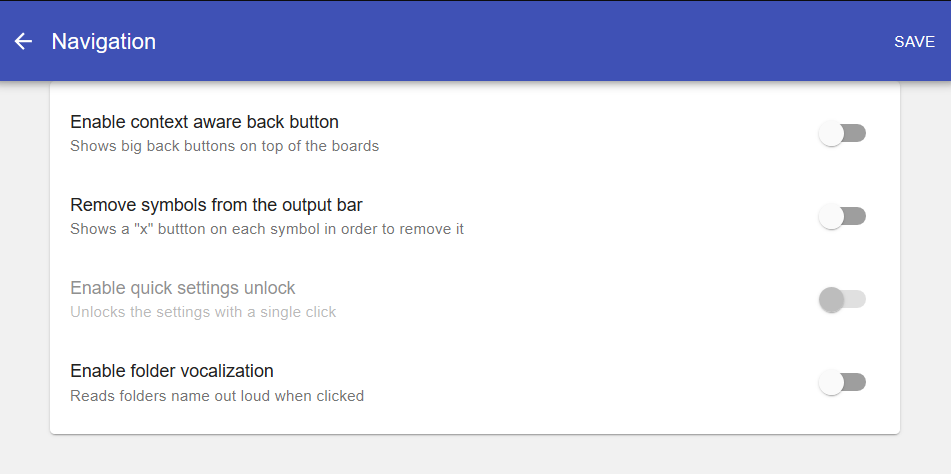 Navigation
SAVE
Enable context aware back button
Shows big back buttons on top of the boards
Remove symbols from the output bar
Shows a "x" buttton on each symbol in order to remove it
Enable quick settings unlock
Unlocks the settings with a single click
Enable folder vocalization
Reads folders name out loud when clicked